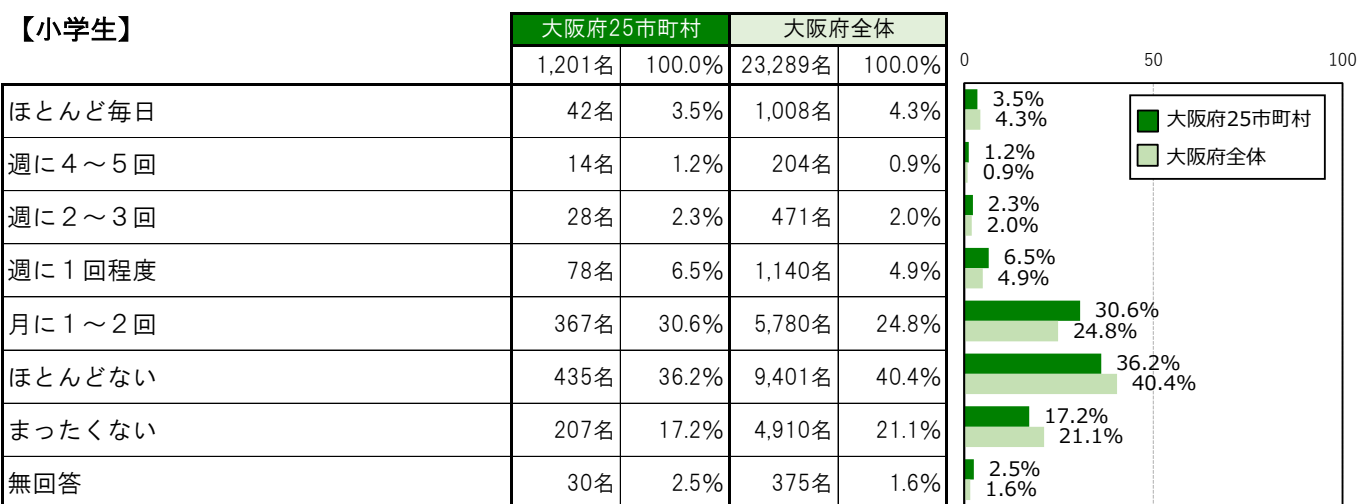 【小学生】
大阪府25市町村 大阪府全体
1,201名 100.0% 23,289名 100.0%
ほとんど毎日 42名 3.5% 1,008名 4.3%
週に４～５回 14名 1.2% 204名 0.9%
週に２～３回 28名 2.3% 471名 2.0%
週に１回程度 78名 6.5% 1,140名 4.9%
月に１～２回 367名 30.6% 5,780名 24.8%
ほとんどない 435名 36.2% 9,401名 40.4%
まったくない 207名 17.2% 4,910名 21.1%
無回答 30名 2.5% 375名 1.6%
0 50 100
3.5%
4.3%
1.2%
0.9%
2.3%
2.0%
6.5%
4.9%
30.6%
24.8%
36.2%
40.4%
17.2%
21.1%
2.5%
1.6%
大阪府25市町村
大阪府全体